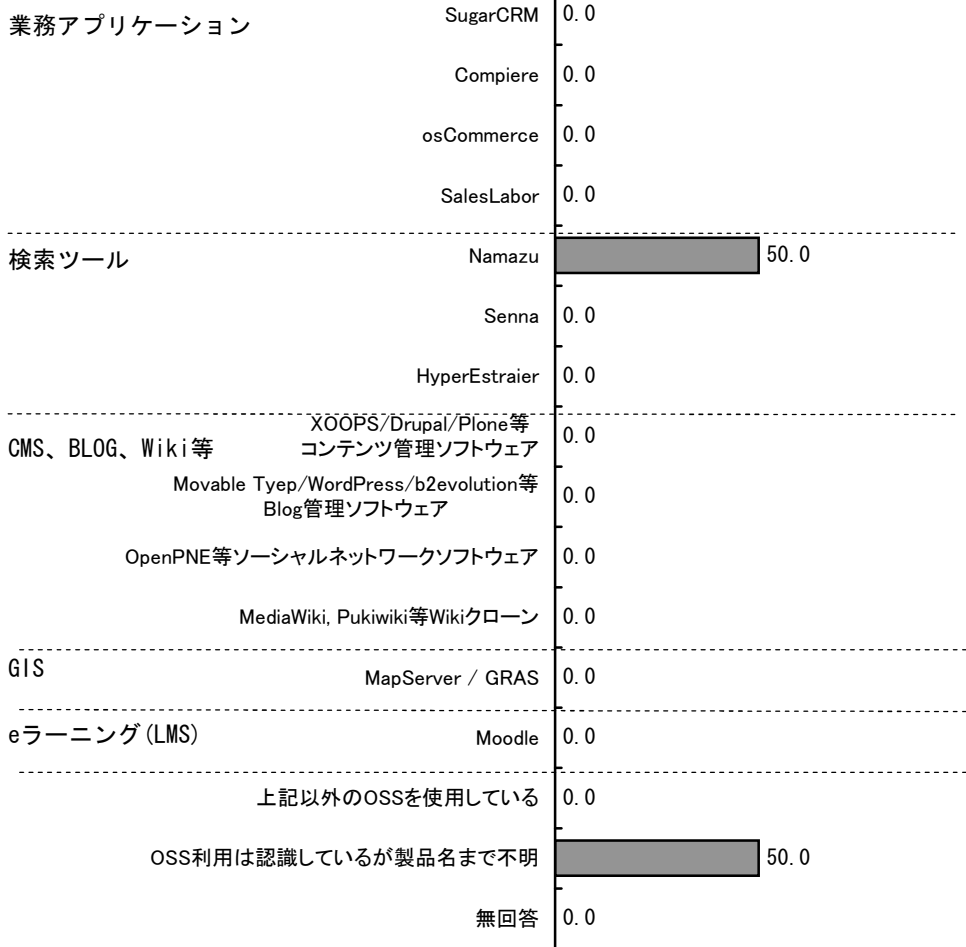 業務アプリケーション
SugarCRM 0.0
Compiere 0.0
osCommerce 0.0
SalesLabor 0.0
検索ツール
Namazu 50.0
Senna 0.0
HyperEstraier 0.0
CMS、BLOG、Wiki等
XOOPS/Drupal/Plone等
コンテンツ管理ソフトウェア 0.0
Movable Tyep/WordPress/b2evolution等
Blog管理ソフトウェア 0.0
OpenPNE等ソーシャルネットワークソフトウェア 0.0
MediaWiki, Pukiwiki等Wikiクローン 0.0
GIS
MapServer / GRAS 0.0
eラーニング(LMS)
Moodle 0.0
上記以外のOSSを使用している 0.0
OSS利用は認識しているが製品名まで不明 50.0
無回答 0.0